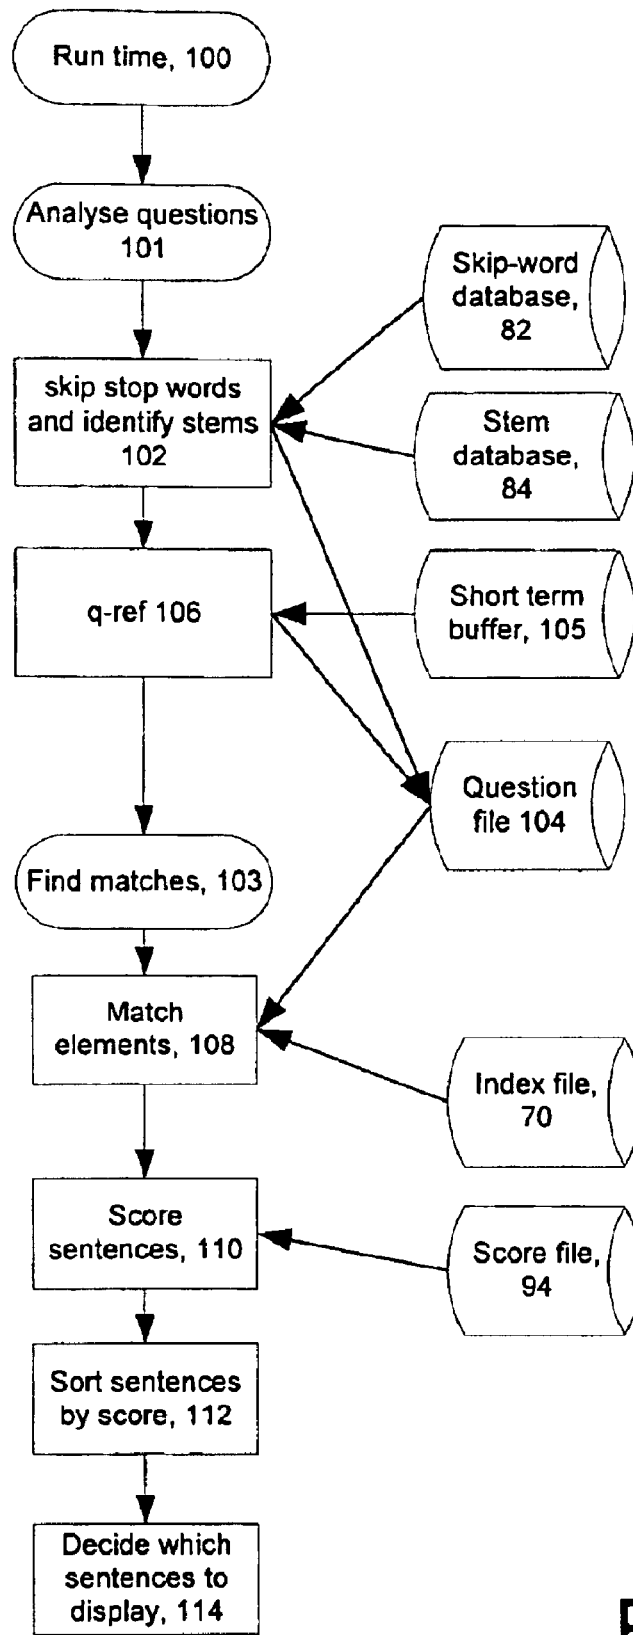 Run time, 100
Analyse questions
101
Skip-word
database,
82
skip stop words
and identify stems
102
Stem
database,
84
q-ref 106
Short term
buffer, 105
Question
file 104
Find matches, 103
Match
elements, 108
Index file,
70
Score
sentences, 110
Score file,
94
Sort sentences
by score, 112
Decide which
sentences to
display, 114